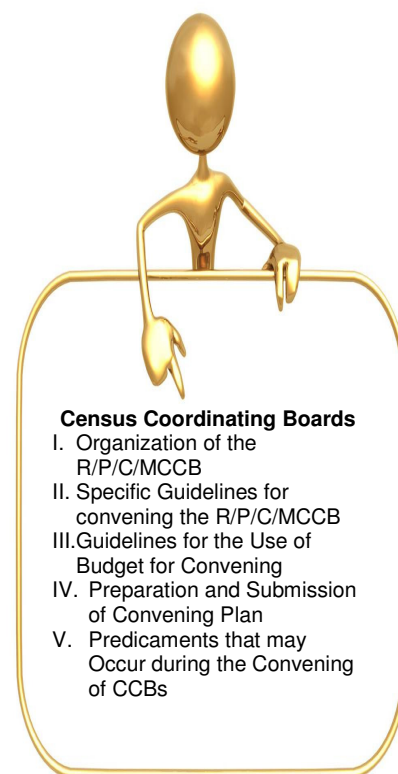 Census Coordinating Boards
I. Organization of the
R/P/C/MCCB
II. Specific Guidelines for
convening the R/P/C/MCCB
III.Guidelines for the Use of
Budget for Convening
IV. Preparation and Submission
of Convening Plan
V. Predicaments that may
Occur during the Convening
of CCBs